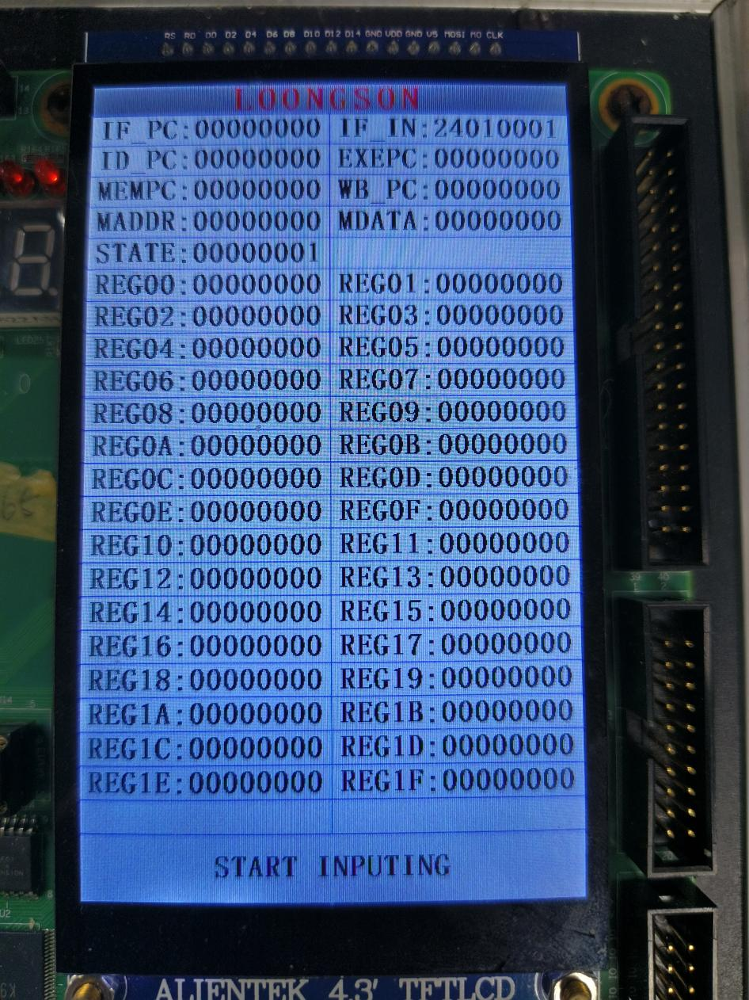 RS RD D0 D2 D4 D6 D8 D10 D12 D14 GND VDD GND V5 MOSI MO CLK
LOONGSON
IF_PC:00000000 IF_IN:24010001
ID_PC:00000000 EXEPC:00000000
MEMPC:00000000 WB_PC:00000000
MADDR:00000000 MDATA:00000000
STATE:00000001
REG00:00000000 REG01:00000000
REG02:00000000 REG03:00000000
REG04:00000000 REG05:00000000
REG06:00000000 REG07:00000000
REG08:00000000 REG09:00000000
REG0A:00000000 REG0B:00000000
REG0C:00000000 REG0D:00000000
REG0E:00000000 REG0F:00000000
REG10:00000000 REG11:00000000
REG12:00000000 REG13:00000000
REG14:00000000 REG15:00000000
REG16:00000000 REG17:00000000
REG18:00000000 REG19:00000000
REG1A:00000000 REG1B:00000000
REG1C:00000000 REG1D:00000000
REG1E:00000000 REG1F:00000000
START INPUTING
ALIENTEK 4.3' TFTLCD